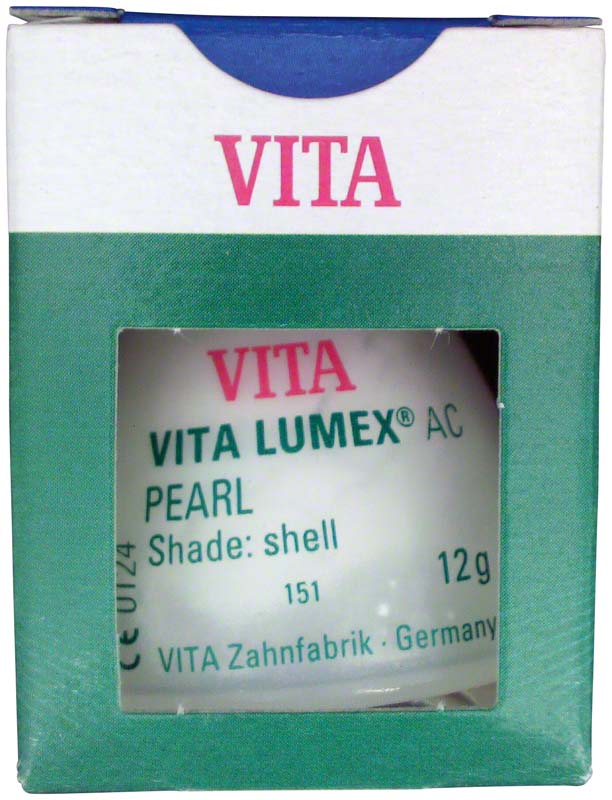 VITA
VITA
VITA LUMEX® AC
PEARL
Shade: shell
151
12g
VITA Zahnfabrik · Germany
CE 0124